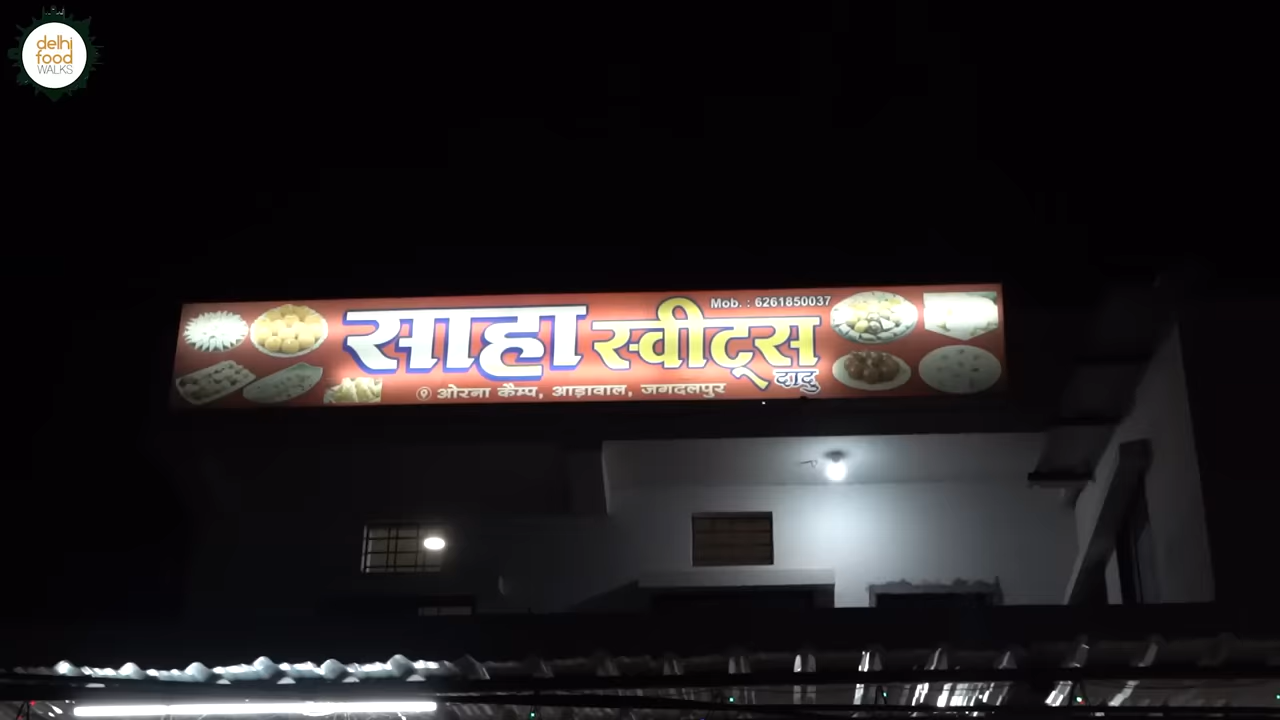 delhi
food
WALKS
Mob. : 6261850037
साहा स्वीट्स
दादु
ओरना कैम्प, आड़ावाल, जगदलपुर